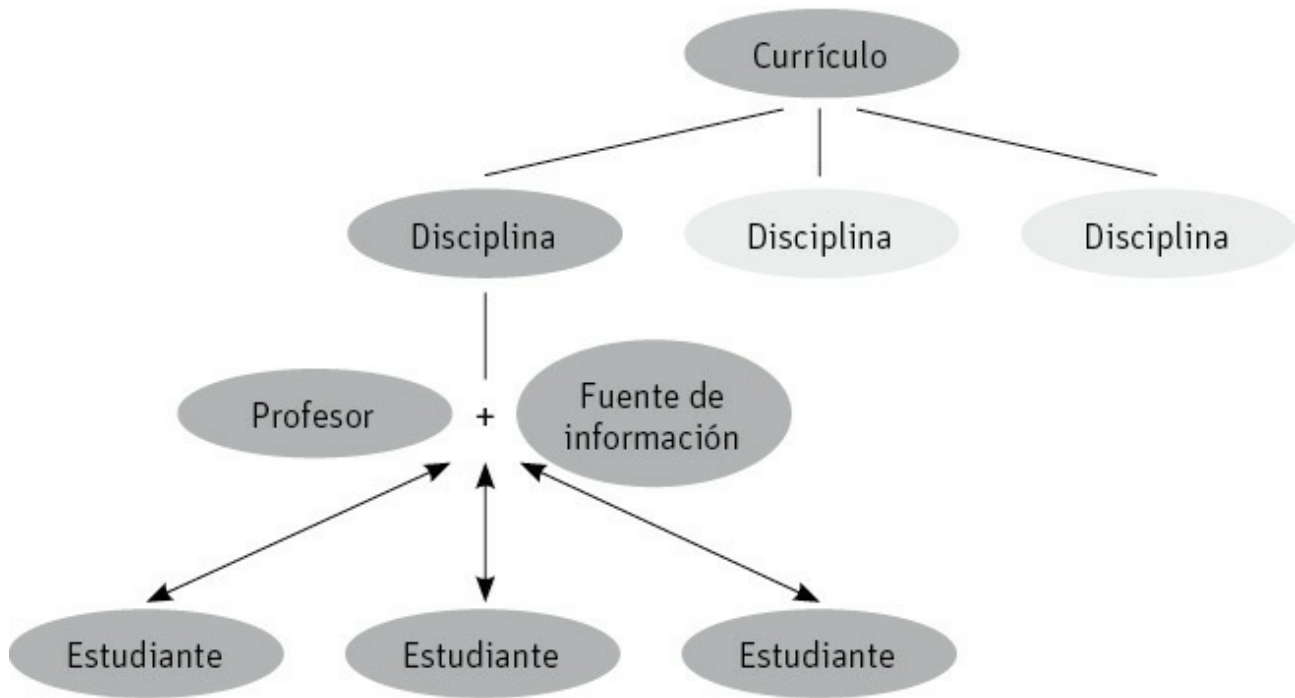 Currículo
Disciplina
Disciplina
Disciplina
Profesor
+
Fuente de
información
Estudiante
Estudiante
Estudiante